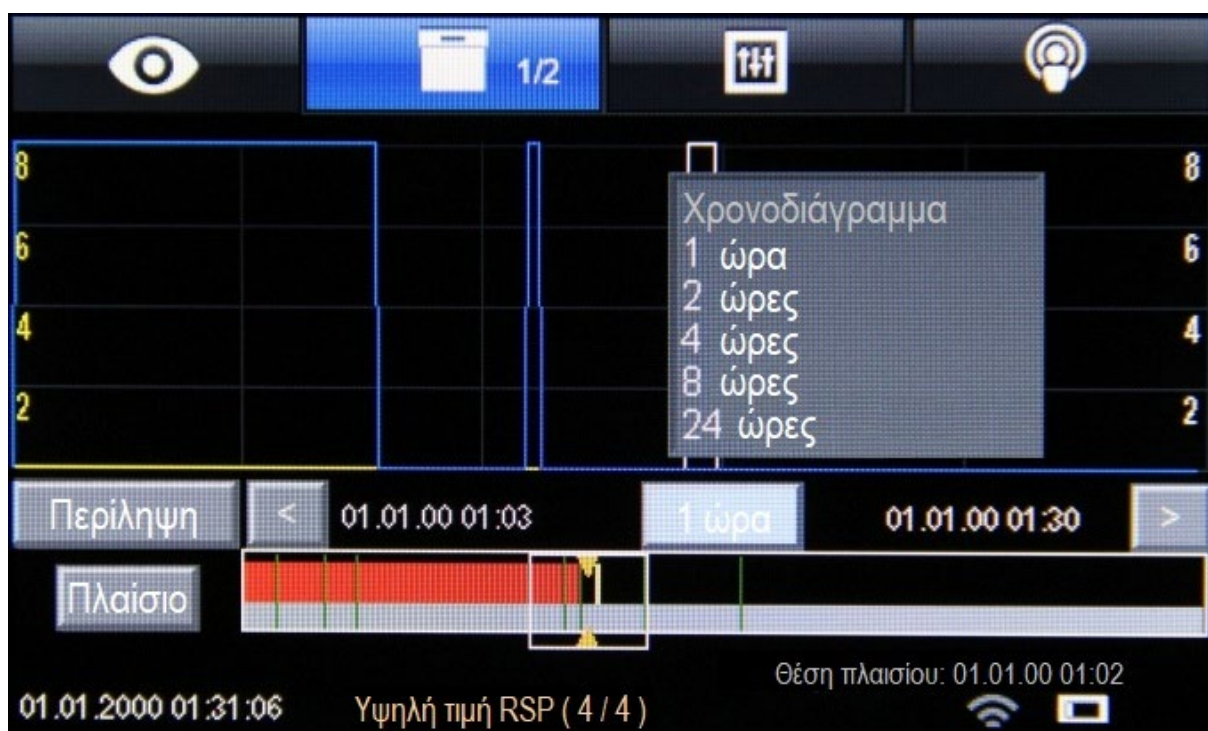 1/2
8 8
6 6
4 4
2 2
Χρονοδιάγραμμα
1 ώρα
2 ώρες
4 ώρες
8 ώρες
24 ώρες
Περίληψη < 01.01.00 01:03 1 ώρα 01.01.00 01:30 >
Πλαίσιο
Θέση πλαισίου: 01.01.00 01:02
01.01.2000 01:31:06 Υψηλή τιμή RSP ( 4 / 4 )